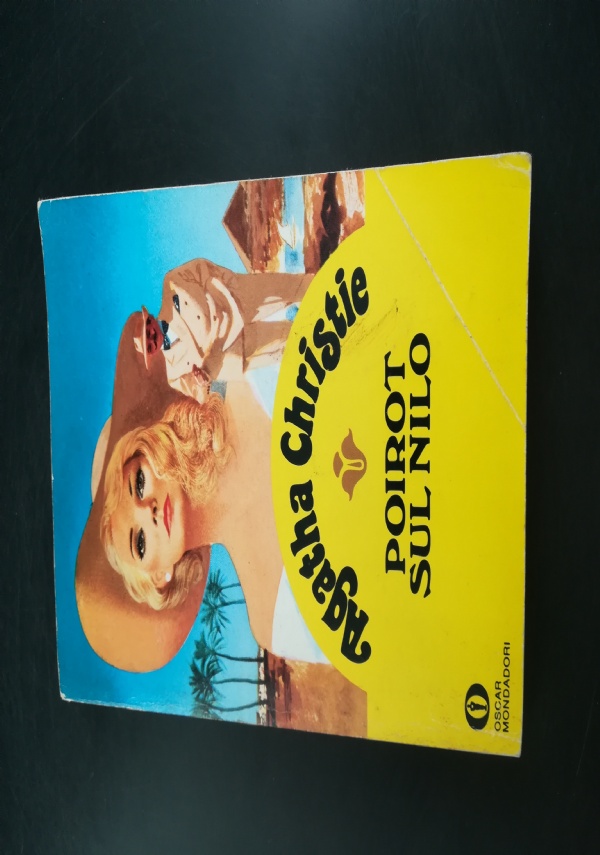 Agatha Christie
POIROT
SUL NILO
OSCAR
MONDADORI